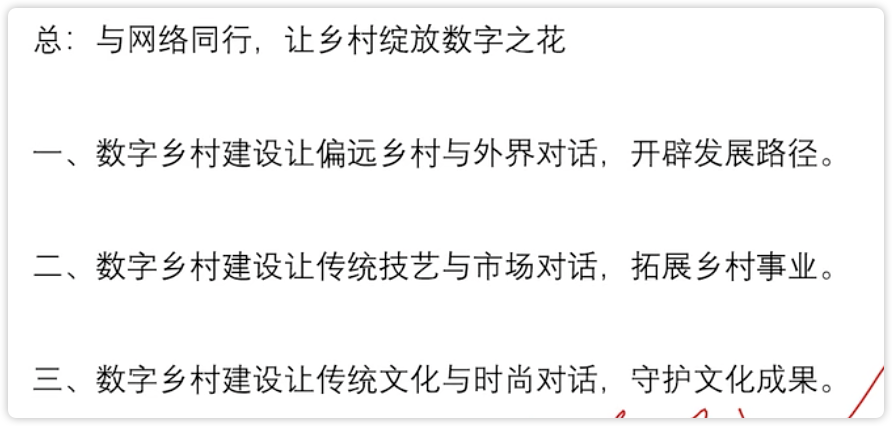 总：与网络同行，让乡村绽放数字之花
一、数字乡村建设让偏远乡村与外界对话，开辟发展路径。
二、数字乡村建设让传统技艺与市场对话，拓展乡村事业。
三、数字乡村建设让传统文化与时尚对话，守护文化成果。